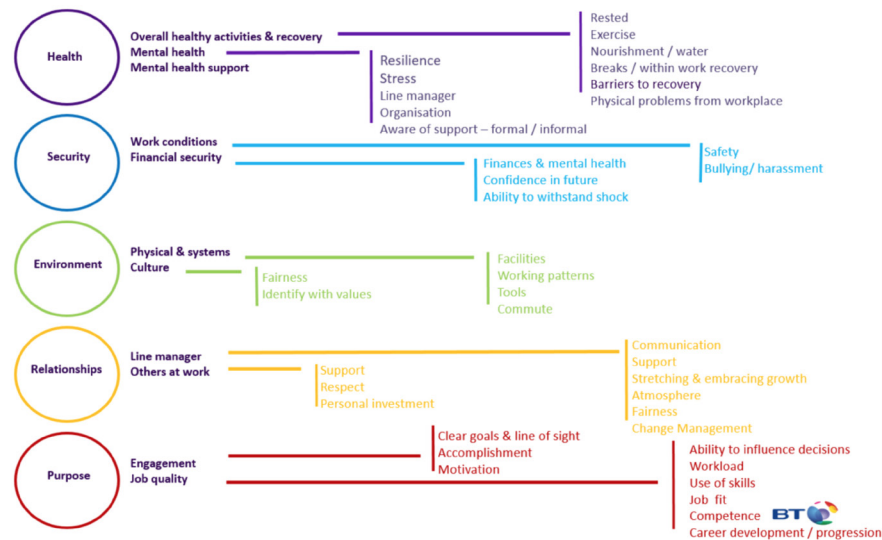 Health
Overall healthy activities & recovery
Mental health
Mental health support
Rested
Exercise
Nourishment / water
Breaks / within work recovery
Barriers to recovery
Physical problems from workplace
Resilience
Stress
Line manager
Organisation
Aware of support – formal / informal
Security
Work conditions
Financial security
Safety
Bullying/ harassment
Finances & mental health
Confidence in future
Ability to withstand shock
Environment
Physical & systems
Culture
Facilities
Working patterns
Tools
Commute
Fairness
Identify with values
Relationships
Line manager
Others at work
Communication
Support
Stretching & embracing growth
Atmosphere
Fairness
Change Management
Support
Respect
Personal investment
Purpose
Engagement
Job quality
Clear goals & line of sight
Accomplishment
Motivation
Ability to influence decisions
Workload
Use of skills
Job fit
Competence
BT
Career development / progression